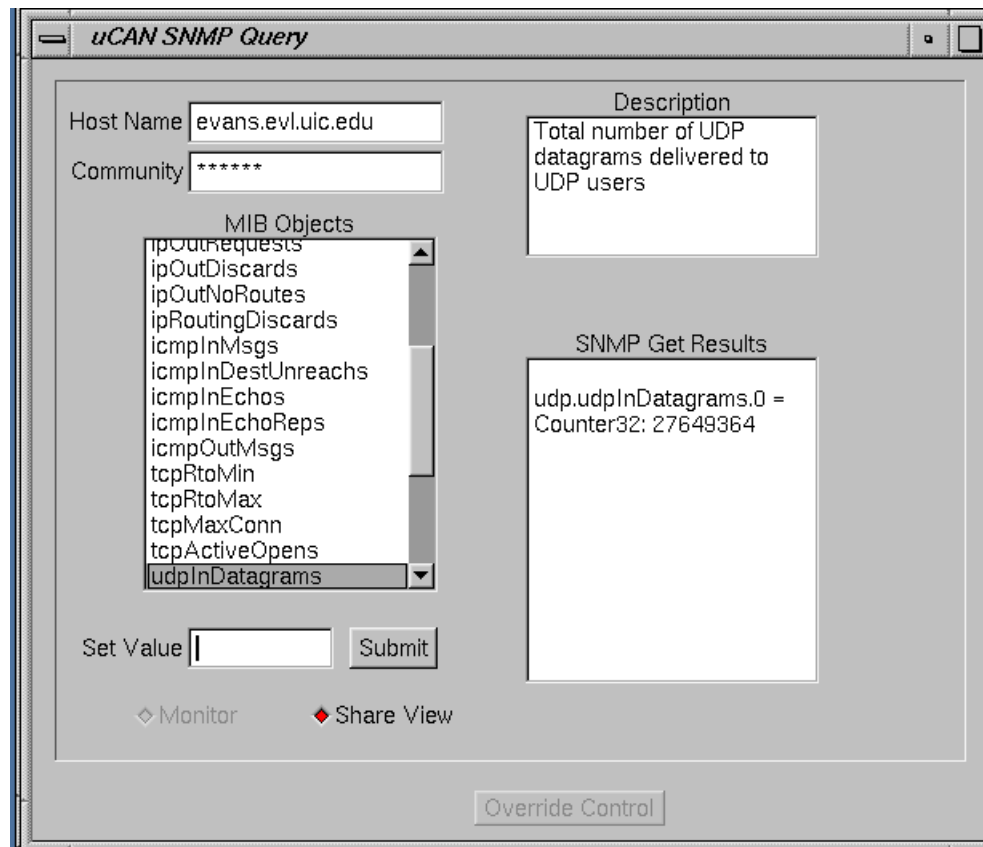 uCAN SNMP Query
Host Name evans.evl.uic.edu
Community ******
MIB Objects
ipOutRequests
ipOutDiscards
ipOutNoRoutes
ipRoutingDiscards
icmpInMsgs
icmpInDestUnreachs
icmpInEchos
icmpInEchoReps
icmpOutMsgs
tcpRtoMin
tcpRtoMax
tcpMaxConn
tcpActiveOpens
udpInDatagrams
Set Value
Submit
Monitor
Share View
Description
Total number of UDP
datagrams delivered to
UDP users
SNMP Get Results
udp.udpInDatagrams.0 =
Counter32: 27649364
Override Control